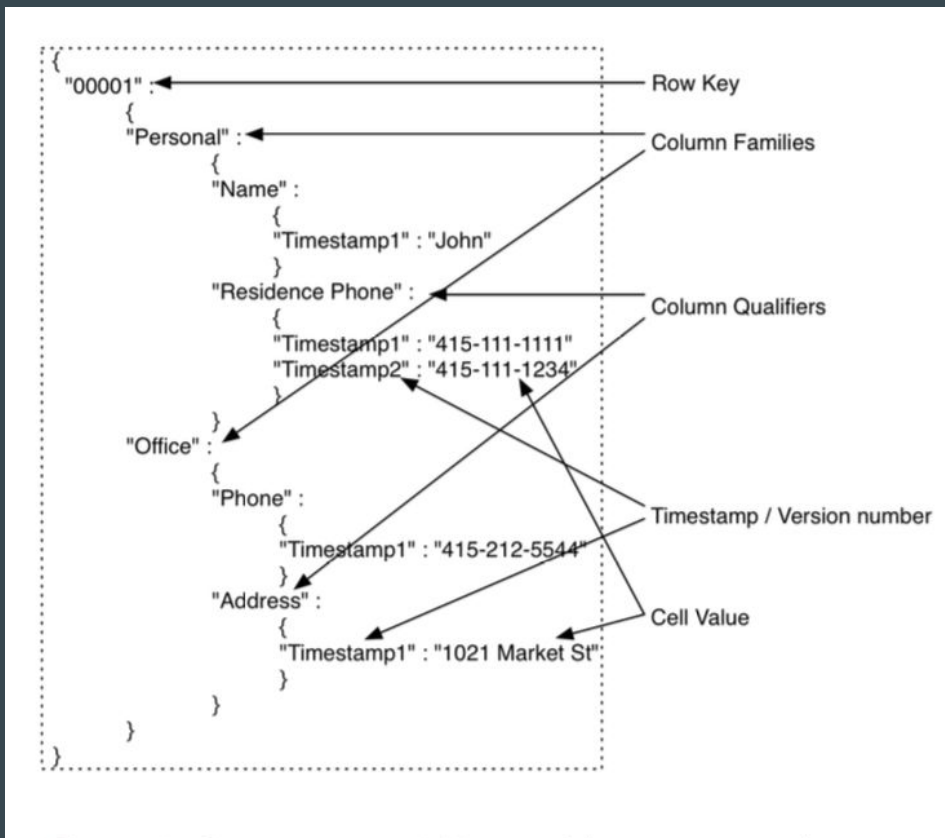 {
"00001" :
{
"Personal" :
{
"Name" :
{
"Timestamp1" : "John"
}
"Residence Phone" :
{
"Timestamp1" : "415-111-1111"
"Timestamp2" : "415-111-1234"
}
}
"Office" :
{
"Phone" :
{
"Timestamp1" : "415-212-5544"
}
"Address" :
{
"Timestamp1" : "1021 Market St"
}
}
}
}
Row Key
Column Families
Column Qualifiers
Timestamp / Version number
Cell Value